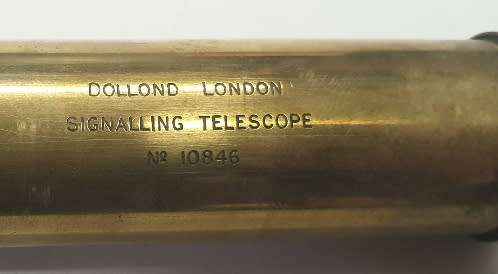 DOLLOND LONDON
SIGNALLING TELESCOPE
Nº 10846